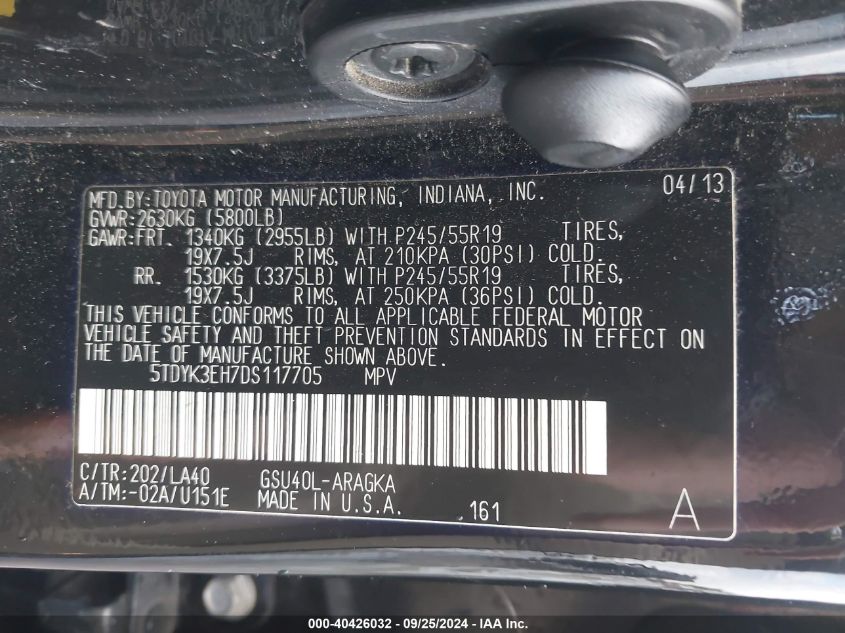 MFD.BY:TOYOTA MOTOR MANUFACTURING, INDIANA, INC. 04/13
GVWR:2630KG (5800LB)
GAWR:FRT. 1340KG (2955LB) WITH P245/55R19 TIRES,
19X7.5J RIMS, AT 210KPA (30PSI) COLD.
RR. 1530KG (3375LB) WITH P245/55R19 TIRES,
19X7.5J RIMS, AT 250KPA (36PSI) COLD.
THIS VEHICLE CONFORMS TO ALL APPLICABLE FEDERAL MOTOR
VEHICLE SAFETY AND THEFT PREVENTION STANDARDS IN EFFECT ON
THE DATE OF MANUFACTURE SHOWN ABOVE.
5TDYK3EH7DS117705 MPV
C/TR:202/LA40 GSU40L-ARAGKA
A/TM:-02A/U151E MADE IN U.S.A. 161 A
000-40426032 - 09/25/2024 - IAA Inc.